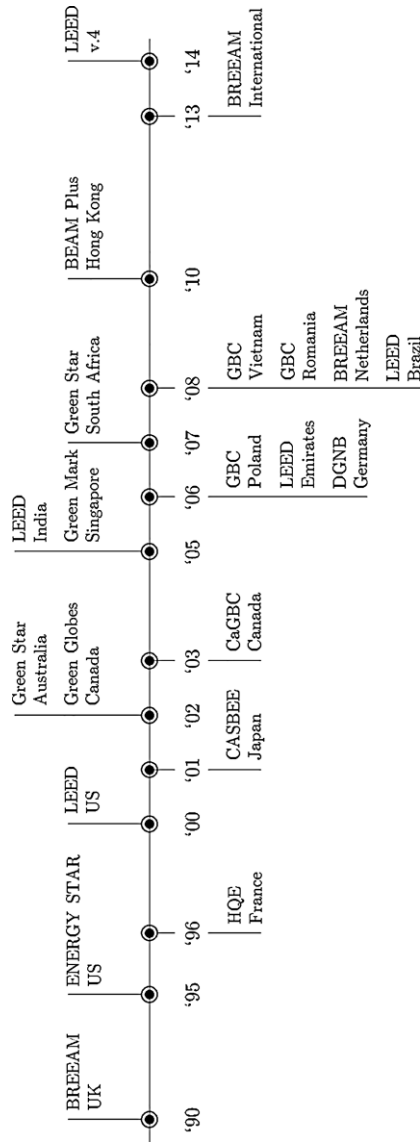 BREEAM
UK
ENERGY STAR
US
LEED
US
Green Star
Australia
Green Globes
Canada
LEED
India
Green Mark
Singapore
Green Star
South Africa
BEAM Plus
Hong Kong
LEED
v.4
‘90
‘95
‘96
‘00
‘01
‘02
‘03
‘05
‘06
‘07
‘08
‘10
‘13
‘14
HQE
France
CASBEE
Japan
CaGBC
Canada
GBC
Poland
LEED
Emirates
DGNB
Germany
GBC
Vietnam
GBC
Romania
BREEAM
Netherlands
LEED
Brazil
BREEAM
International